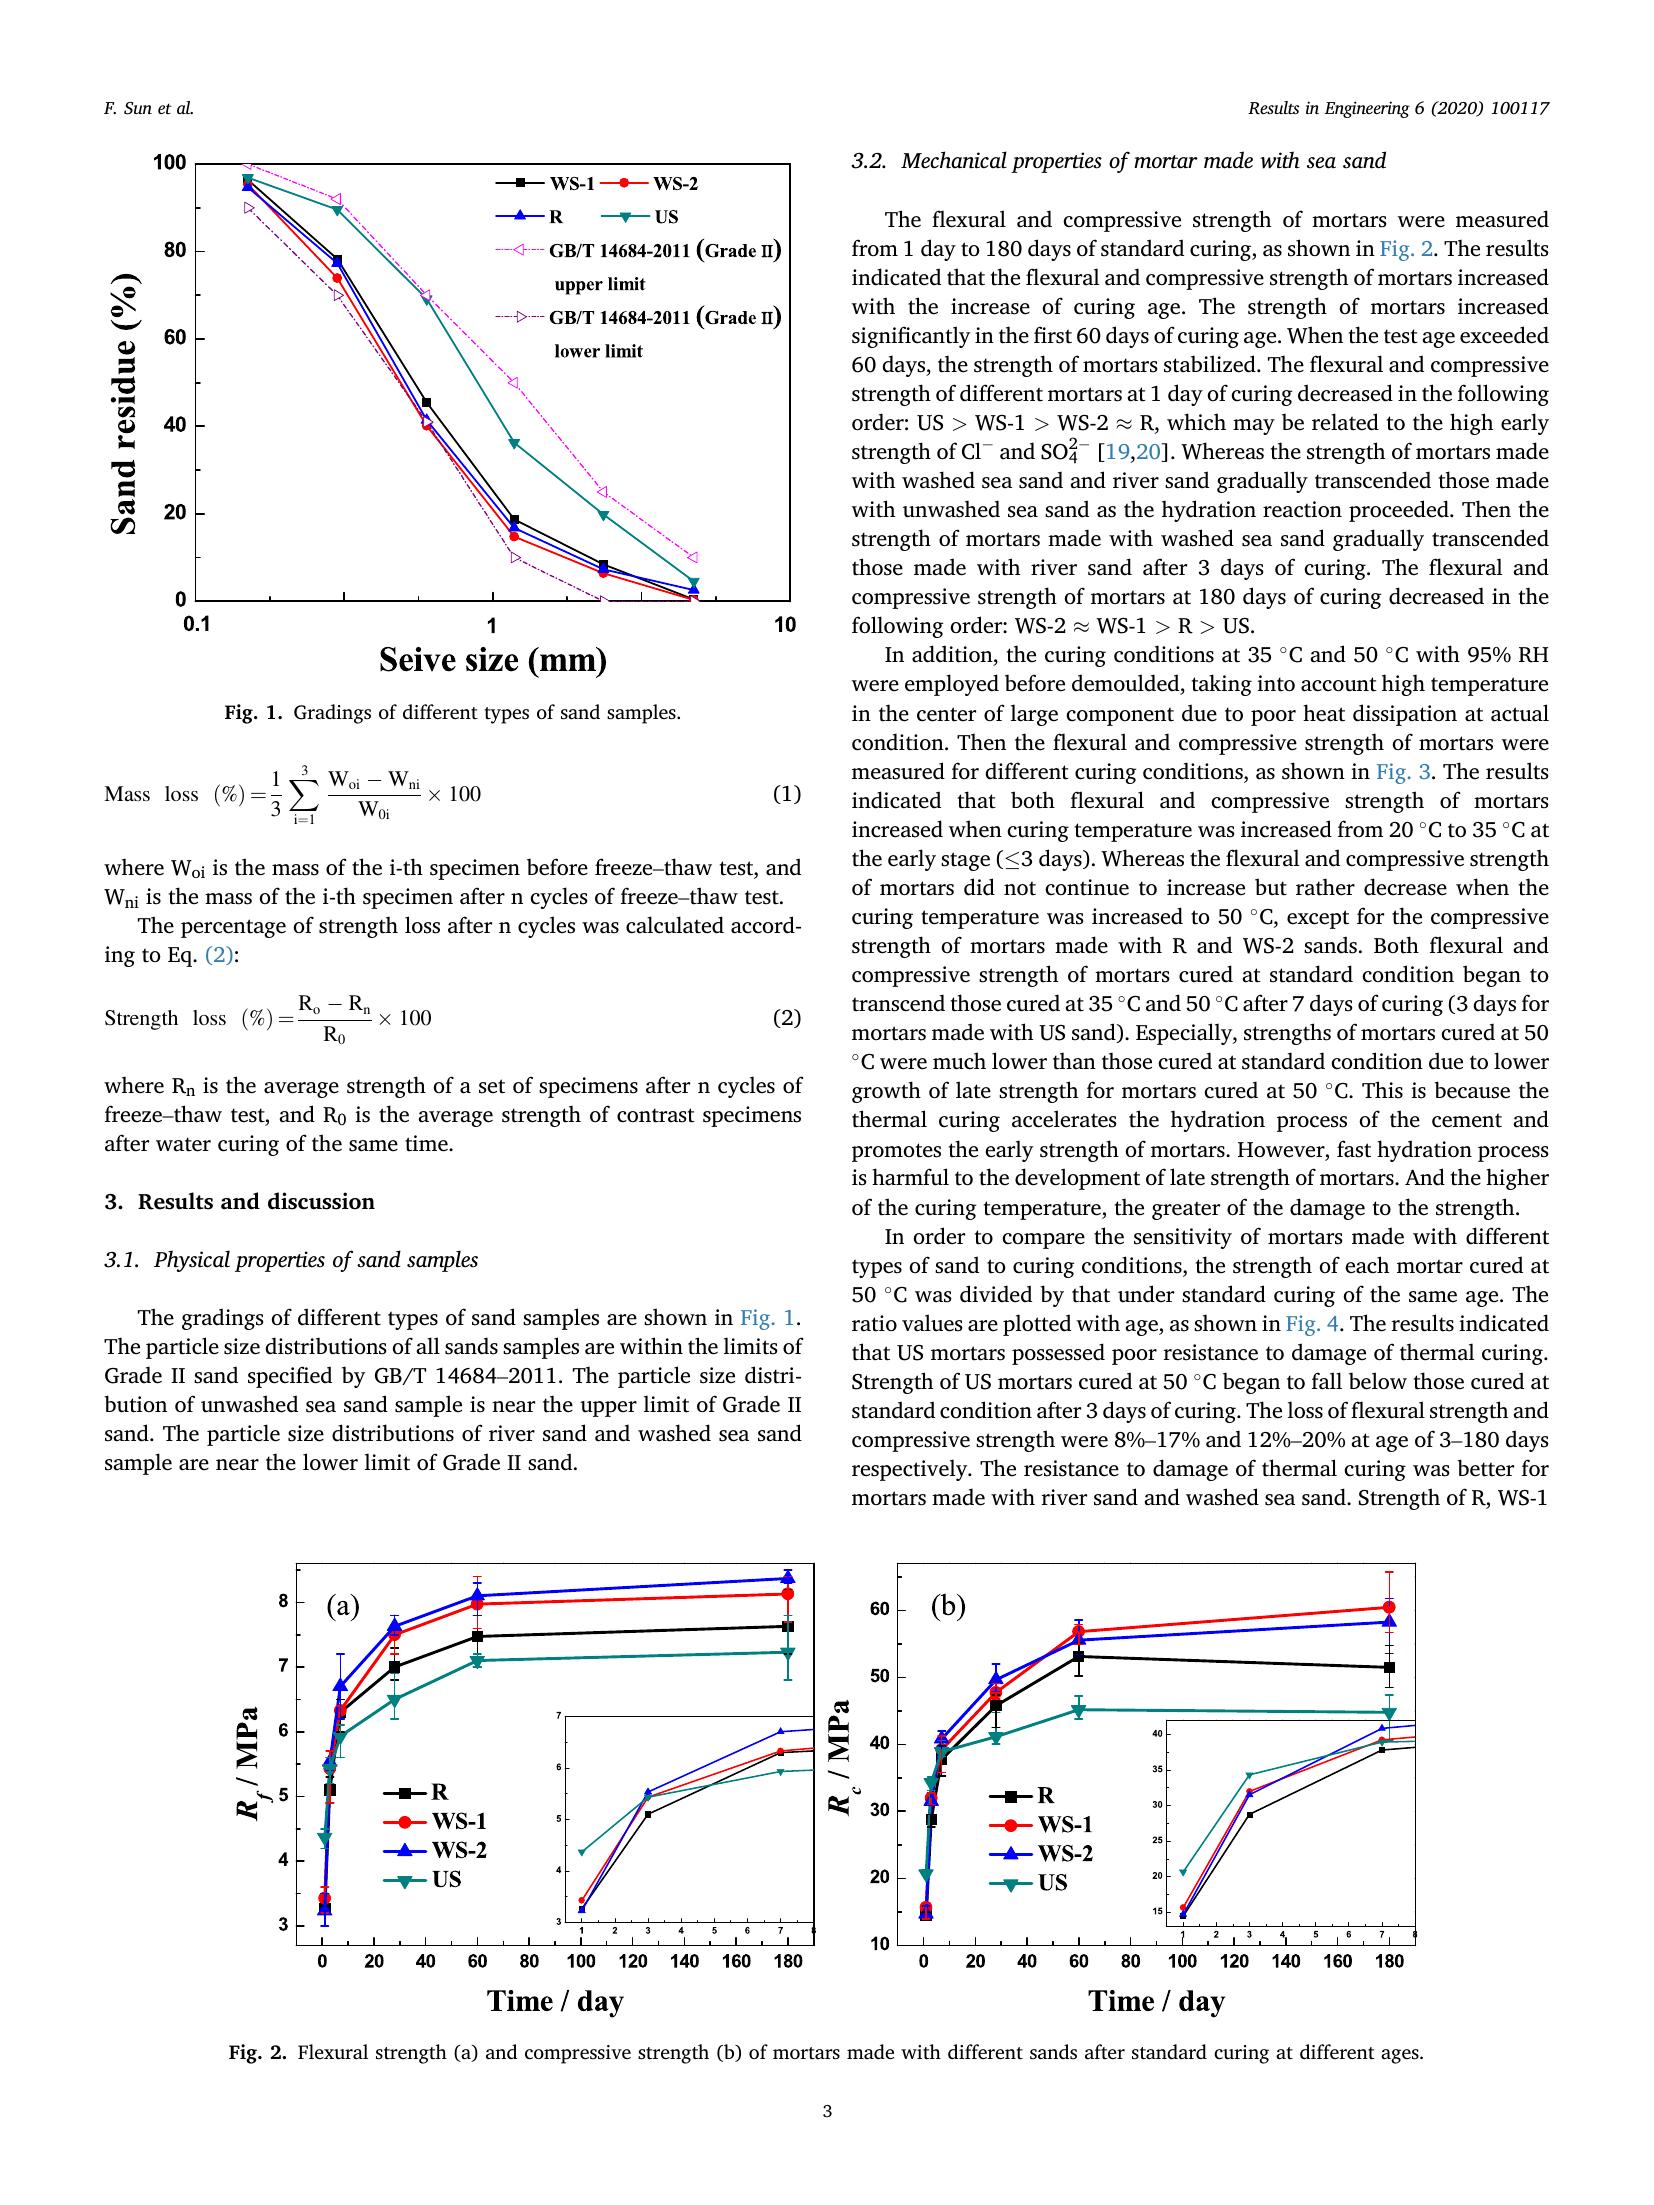 F. Sun et al.
Results in Engineering 6 (2020) 100117
100
80
60
40
20
0
0.1
1
10
Sand residue (%)
Seive size (mm)
WS-1
WS-2
R
US
GB/T 14684-2011 (Grade II)
upper limit
GB/T 14684-2011 (Grade II)
lower limit
Fig. 1. Gradings of different types of sand samples.
Mass loss (%) = 1/3 ∑ i=1 3 (Woi − Wni)/W0i × 100 (1)
where Woi is the mass of the i-th specimen before freeze–thaw test, and
Wni is the mass of the i-th specimen after n cycles of freeze–thaw test.
The percentage of strength loss after n cycles was calculated accord-
ing to Eq. (2):
Strength loss (%) = (Ro − Rn)/R0 × 100 (2)
where Rn is the average strength of a set of specimens after n cycles of
freeze–thaw test, and R0 is the average strength of contrast specimens
after water curing of the same time.
3. Results and discussion
3.1. Physical properties of sand samples
The gradings of different types of sand samples are shown in Fig. 1.
The particle size distributions of all sands samples are within the limits of
Grade II sand specified by GB/T 14684–2011. The particle size distri-
bution of unwashed sea sand sample is near the upper limit of Grade II
sand. The particle size distributions of river sand and washed sea sand
sample are near the lower limit of Grade II sand.
3.2. Mechanical properties of mortar made with sea sand
The flexural and compressive strength of mortars were measured
from 1 day to 180 days of standard curing, as shown in Fig. 2. The results
indicated that the flexural and compressive strength of mortars increased
with the increase of curing age. The strength of mortars increased
significantly in the first 60 days of curing age. When the test age exceeded
60 days, the strength of mortars stabilized. The flexural and compressive
strength of different mortars at 1 day of curing decreased in the following
order: US > WS-1 > WS-2 ≈ R, which may be related to the high early
strength of Cl⁻ and SO₄²⁻ [19,20]. Whereas the strength of mortars made
with washed sea sand and river sand gradually transcended those made
with unwashed sea sand as the hydration reaction proceeded. Then the
strength of mortars made with washed sea sand gradually transcended
those made with river sand after 3 days of curing. The flexural and
compressive strength of mortars at 180 days of curing decreased in the
following order: WS-2 ≈ WS-1 > R > US.
In addition, the curing conditions at 35 °C and 50 °C with 95% RH
were employed before demoulded, taking into account high temperature
in the center of large component due to poor heat dissipation at actual
condition. Then the flexural and compressive strength of mortars were
measured for different curing conditions, as shown in Fig. 3. The results
indicated that both flexural and compressive strength of mortars
increased when curing temperature was increased from 20 °C to 35 °C at
the early stage (≤3 days). Whereas the flexural and compressive strength
of mortars did not continue to increase but rather decrease when the
curing temperature was increased to 50 °C, except for the compressive
strength of mortars made with R and WS-2 sands. Both flexural and
compressive strength of mortars cured at standard condition began to
transcend those cured at 35 °C and 50 °C after 7 days of curing (3 days for
mortars made with US sand). Especially, strengths of mortars cured at 50
°C were much lower than those cured at standard condition due to lower
growth of late strength for mortars cured at 50 °C. This is because the
thermal curing accelerates the hydration process of the cement and
promotes the early strength of mortars. However, fast hydration process
is harmful to the development of late strength of mortars. And the higher
of the curing temperature, the greater of the damage to the strength.
In order to compare the sensitivity of mortars made with different
types of sand to curing conditions, the strength of each mortar cured at
50 °C was divided by that under standard curing of the same age. The
ratio values are plotted with age, as shown in Fig. 4. The results indicated
that US mortars possessed poor resistance to damage of thermal curing.
Strength of US mortars cured at 50 °C began to fall below those cured at
standard condition after 3 days of curing. The loss of flexural strength and
compressive strength were 8%–17% and 12%–20% at age of 3–180 days
respectively. The resistance to damage of thermal curing was better for
mortars made with river sand and washed sea sand. Strength of R, WS-1
(a)
8
7
6
5
4
3
Rf / MPa
R
WS-1
WS-2
US
7
6
5
4
3
1 2 3 4 5 6 7 8
0 20 40 60 80 100 120 140 160 180
Time / day
(b)
60
50
40
30
20
10
Rc / MPa
R
WS-1
WS-2
US
40
35
30
25
20
15
1 2 3 4 5 6 7 8
0 20 40 60 80 100 120 140 160 180
Time / day
Fig. 2. Flexural strength (a) and compressive strength (b) of mortars made with different sands after standard curing at different ages.
3